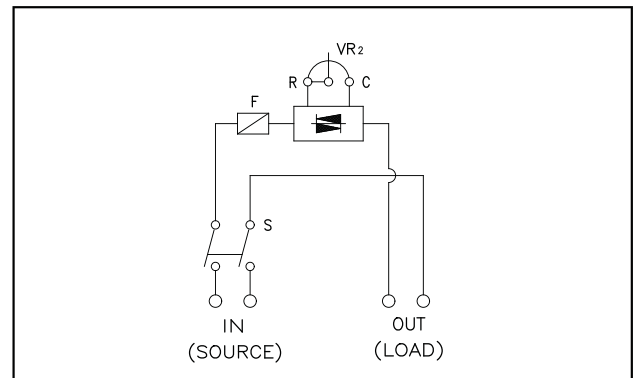 VR₂
R C
F
S
IN
(SOURCE)
OUT
(LOAD)